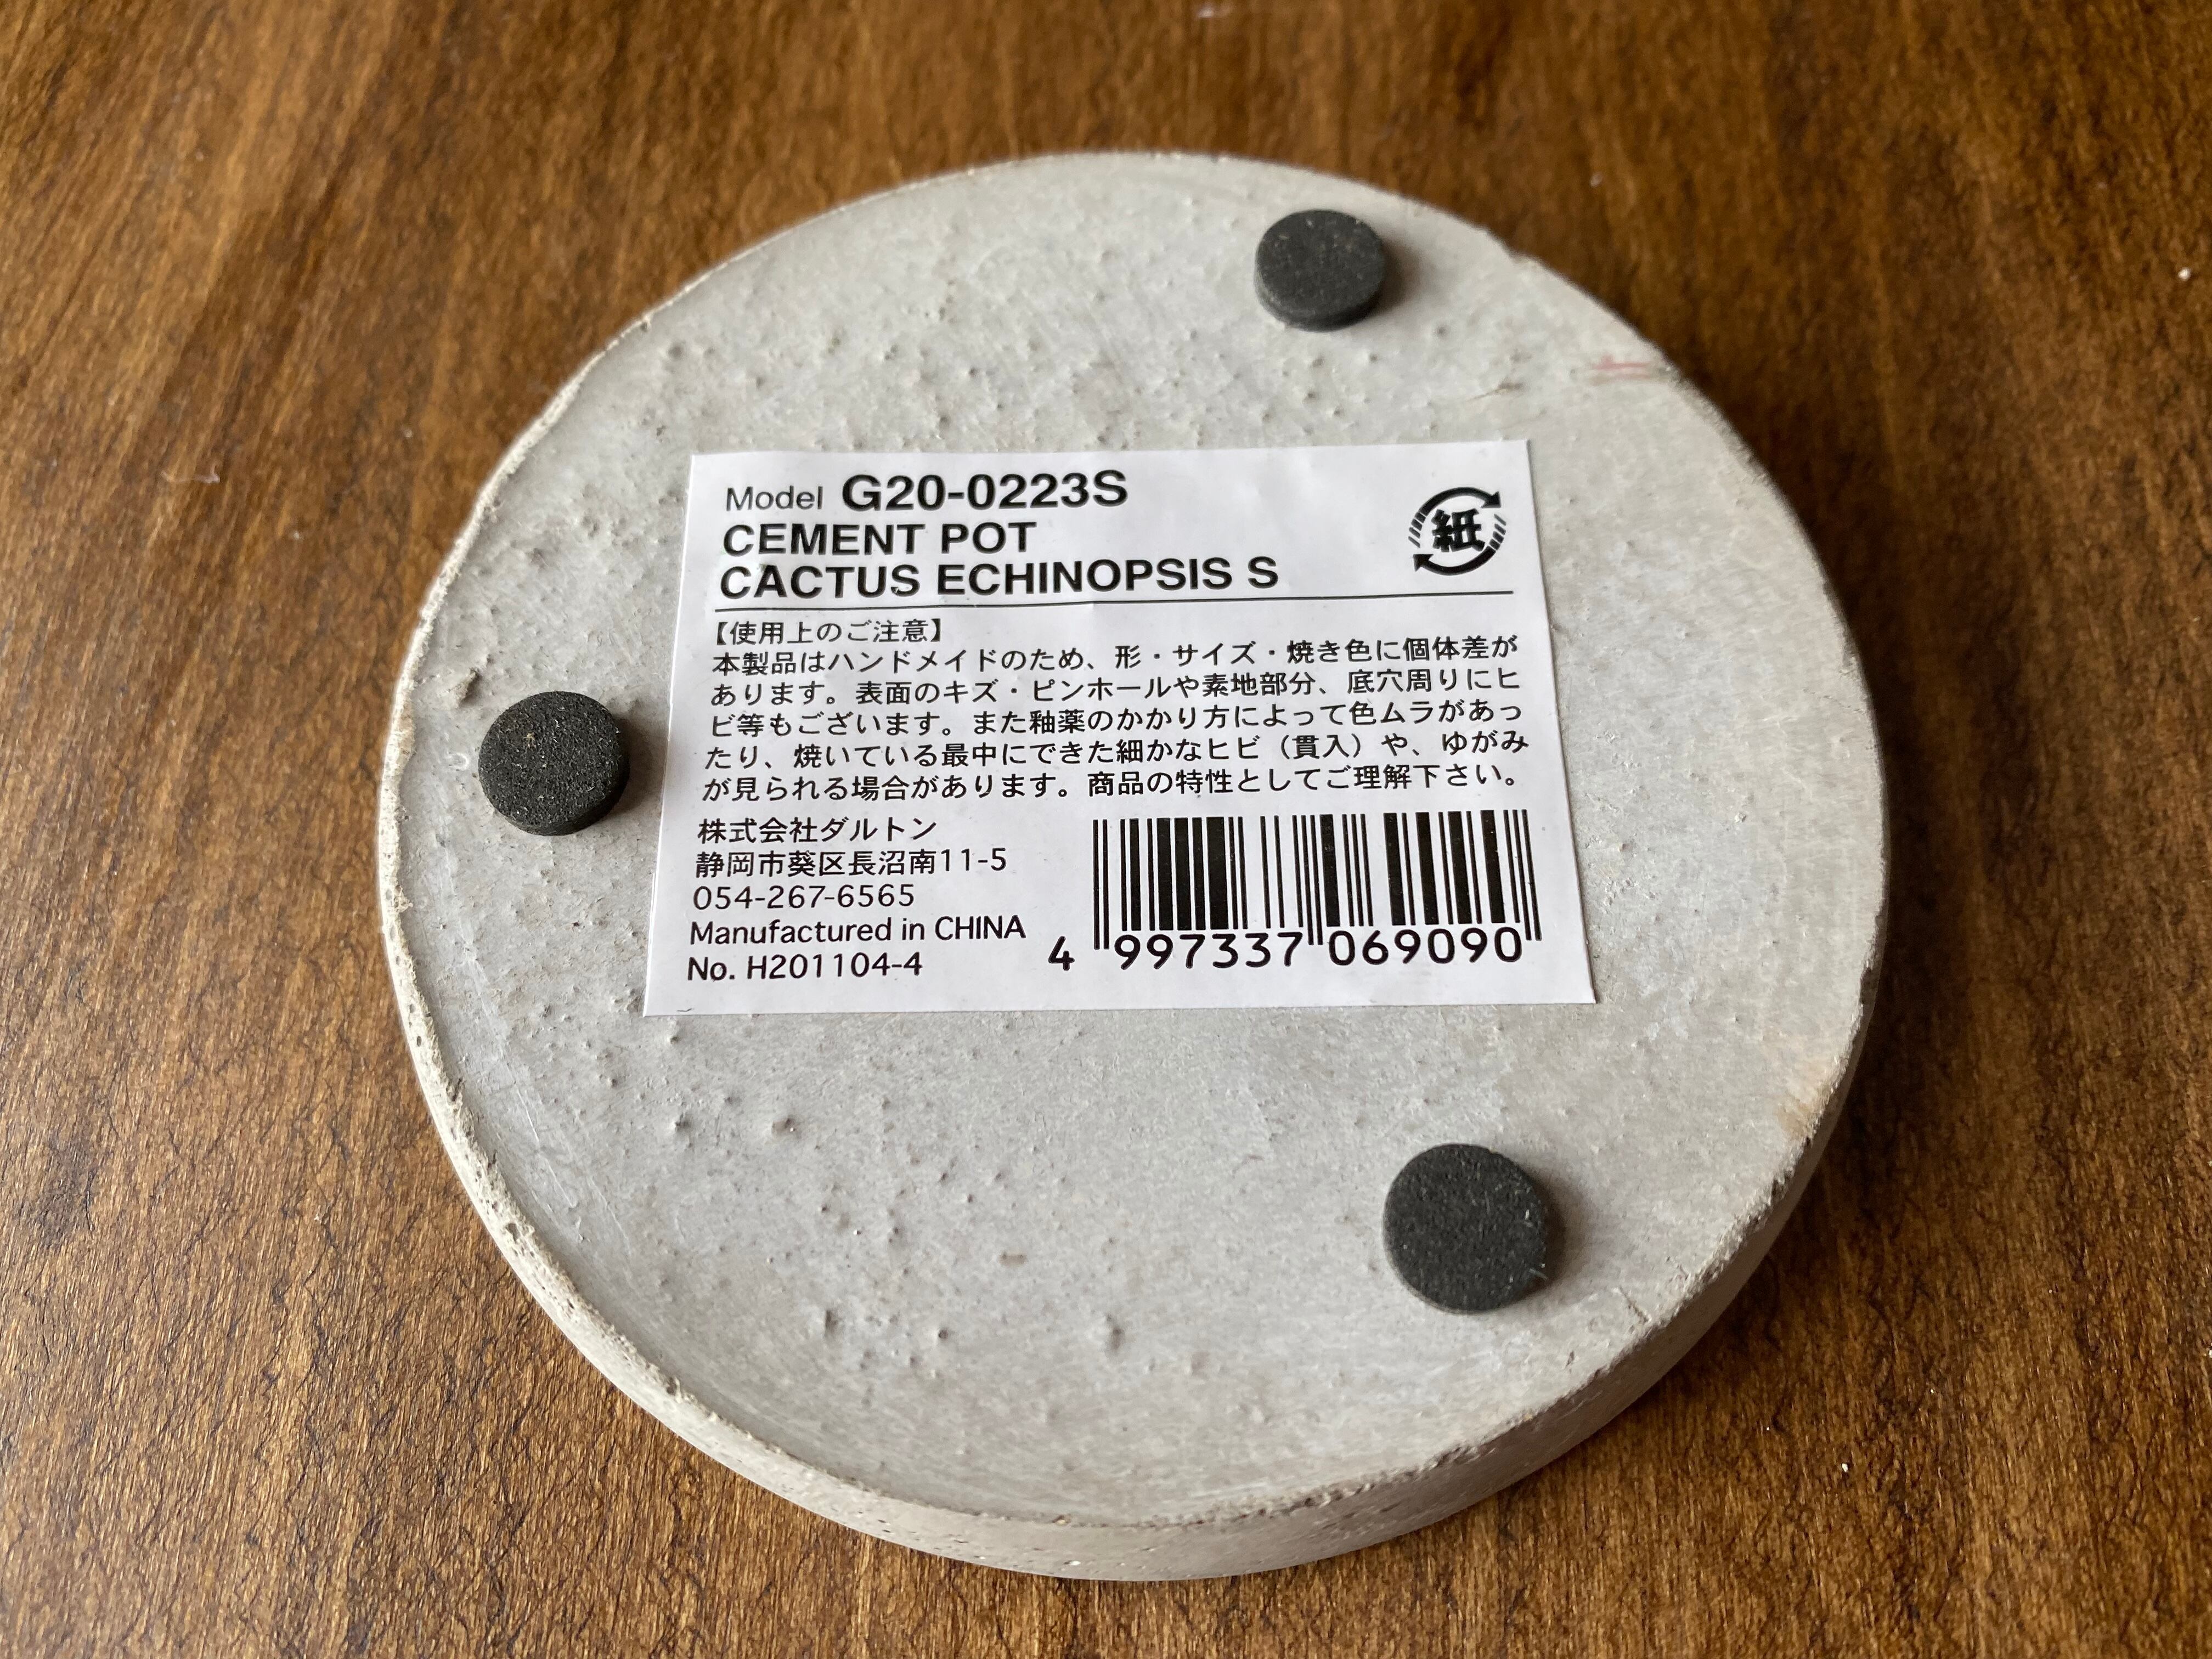 Model G20-0223S
CEMENT POT
CACTUS ECHINOPSIS S
紙
【使用上のご注意】
本製品はハンドメイドのため、形・サイズ・焼き色に個体差が
あります。表面のキズ・ピンホールや素地部分、底穴周りにヒ
ビ等もございます。また釉薬のかかり方によって色ムラがあっ
たり、焼いている最中にできた細かなヒビ（貫入）や、ゆがみ
が見られる場合があります。商品の特性としてご理解下さい。
株式会社ダルトン
静岡市葵区長沼南11-5
054-267-6565
Manufactured in CHINA
No. H201104-4
4 997337 069090